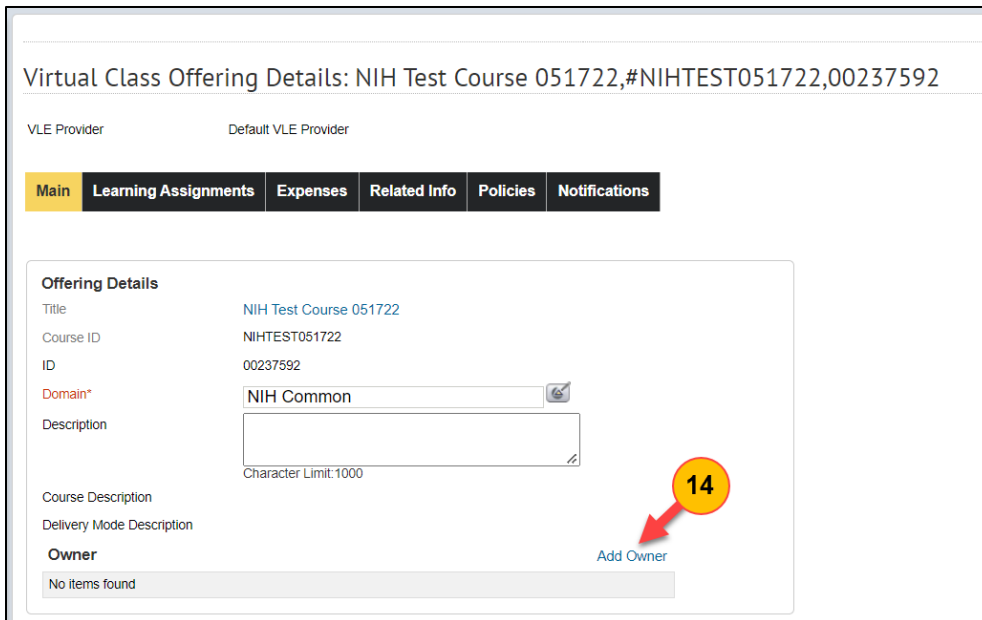 Virtual Class Offering Details: NIH Test Course 051722,#NIHTEST051722,00237592
VLE Provider Default VLE Provider
Main Learning Assignments Expenses Related Info Policies Notifications
Offering Details
Title NIH Test Course 051722
Course ID NIHTEST051722
ID 00237592
Domain* NIH Common
Description
Character Limit:1000
14
Course Description
Delivery Mode Description
Owner Add Owner
No items found